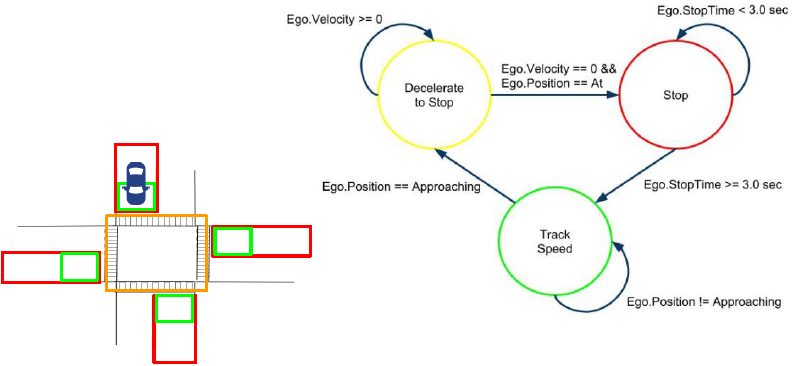 Ego.Velocity >= 0
Ego.StopTime < 3.0 sec
Decelerate
to Stop
Ego.Velocity == 0 &&
Ego.Position == At
Stop
Ego.Position == Approaching
Ego.StopTime >= 3.0 sec
Track
Speed
Ego.Position != Approaching